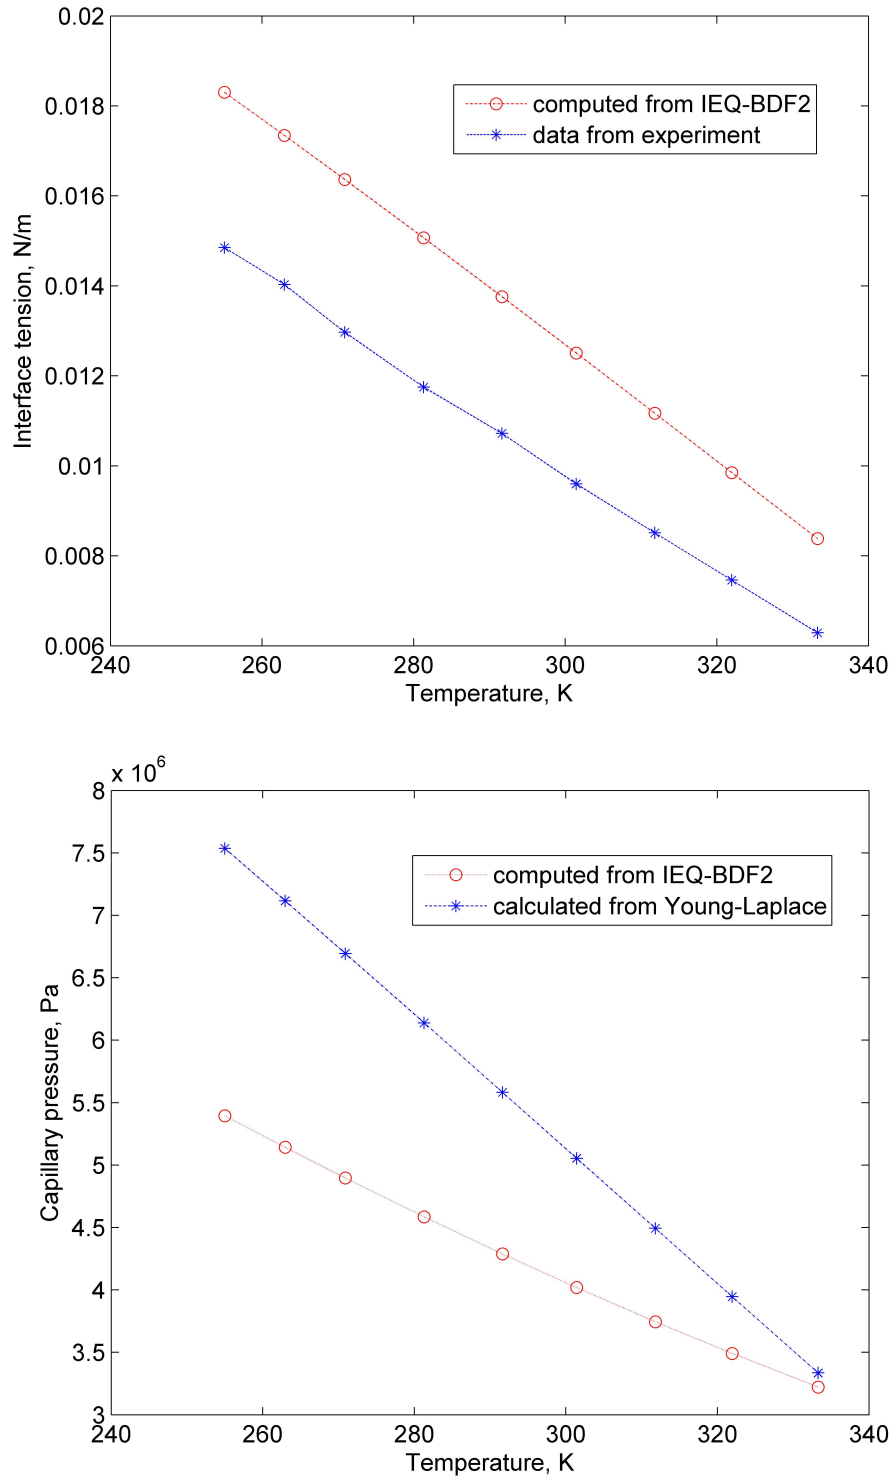 0.02
0.018
0.016
0.014
0.012
0.01
0.008
0.006
Interface tension, N/m
computed from IEQ-BDF2
data from experiment
240 260 280 300 320 340
Temperature, K
x 10⁶
8
7.5
7
6.5
6
5.5
5
4.5
4
3.5
3
Capillary pressure, Pa
computed from IEQ-BDF2
calculated from Young-Laplace
240 260 280 300 320 340
Temperature, K